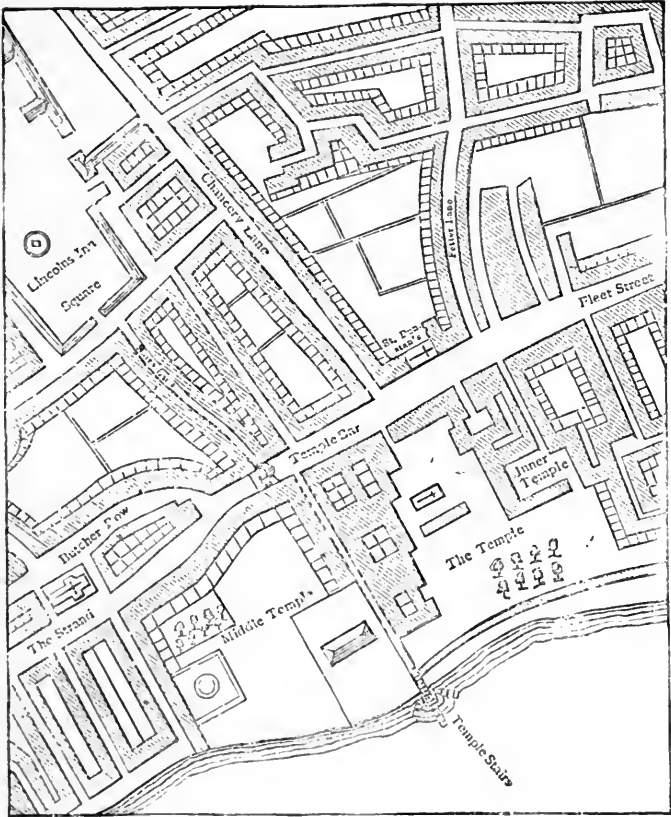 Chancery Lane
Fetter Lane
Lincolns Inn
Square
Fleet Street
St. Dun
stan's
Temple Bar
Inner
Temple
Butcher Row
The Temple
The Strand
Middle Temple
Temple Stairs